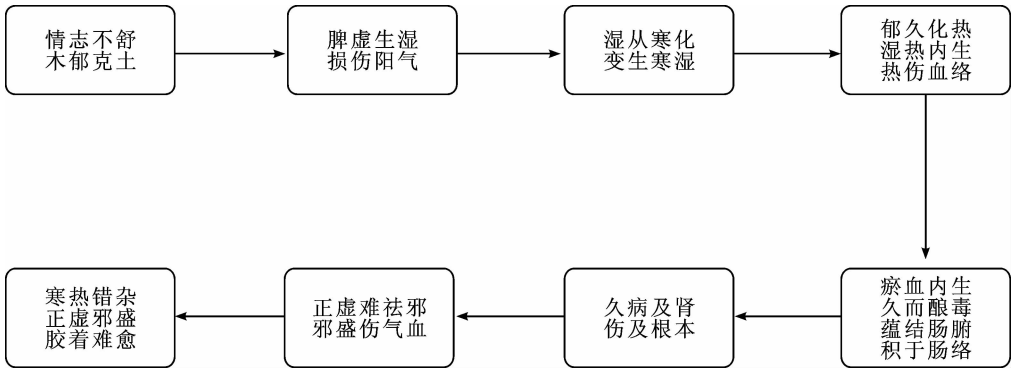 情志不舒
木郁克土
脾虚生湿
损伤阳气
湿从寒化
变生寒湿
郁久化热
湿热内生
热伤血络
瘀血内生
久而酿毒
蕴结肠腑
积于肠络
久病及肾
伤及根本
正虚难祛邪
邪盛伤气血
寒热错杂
正虚邪盛
胶着难愈